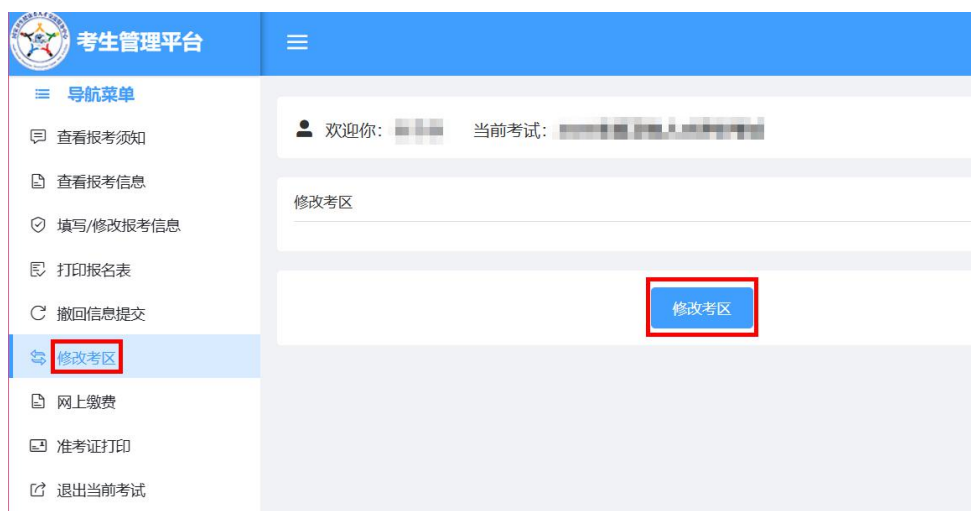 考生管理平台
导航菜单
查看报考须知
查看报考信息
填写/修改报考信息
打印报名表
撤回信息提交
修改考区
网上缴费
准考证打印
退出当前考试
欢迎你: 当前考试:
修改考区
修改考区